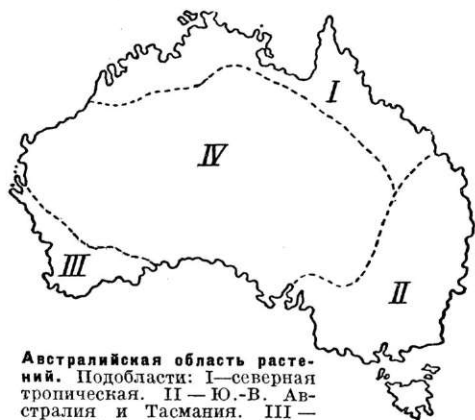 I
IV
III
II
Австралийская область расте-
ний. Подобласти: I—северная
тропическая. II — Ю.-В. Ав-
стралия и Тасмания. III —